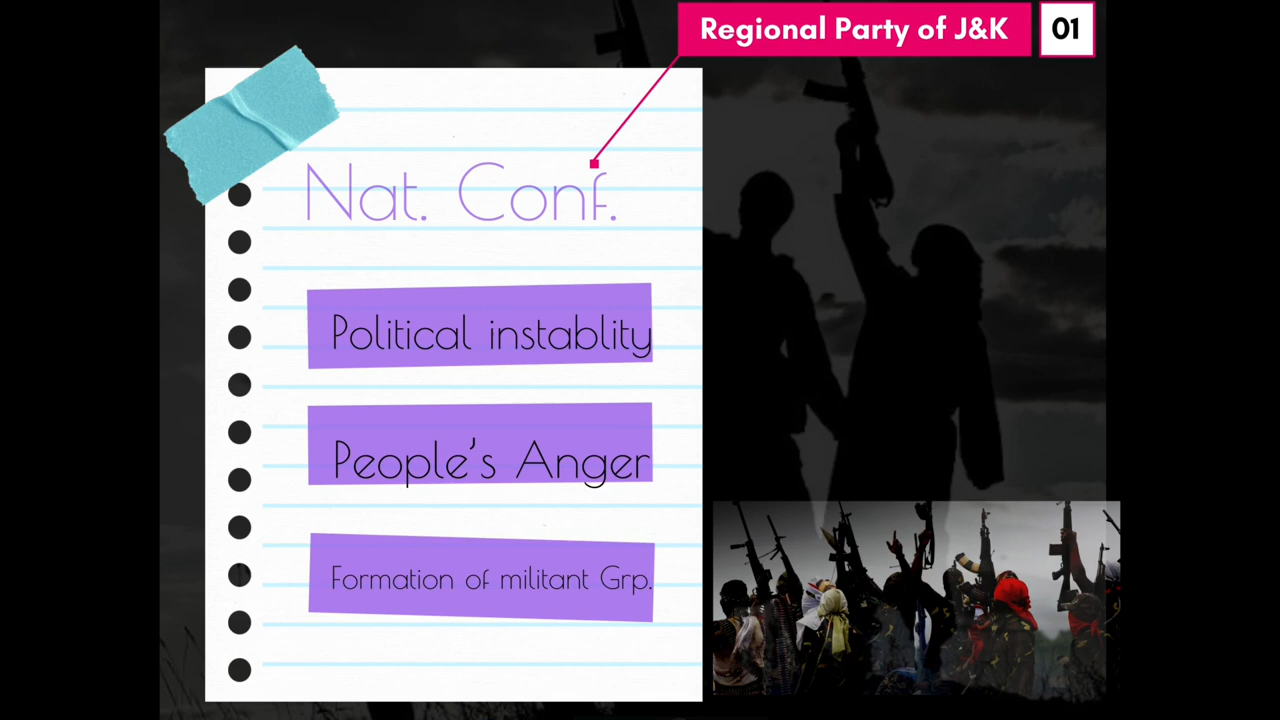 Regional Party of J&K 01
Nat. Conf.
Political instablity
People's Anger
Formation of militant Grp.